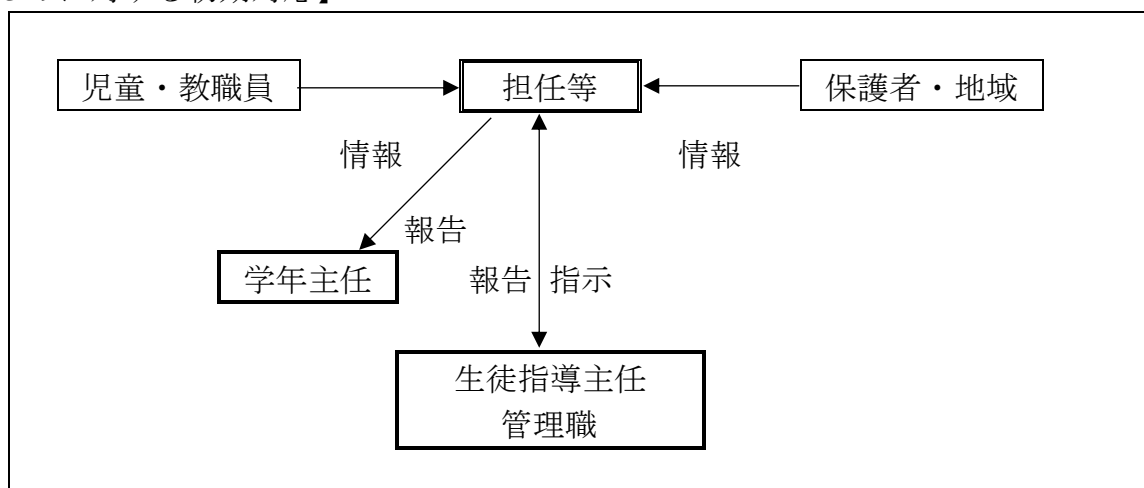 児童・教職員
担任等
保護者・地域
情報
情報
報告
学年主任
報告 指示
生徒指導主任
管理職